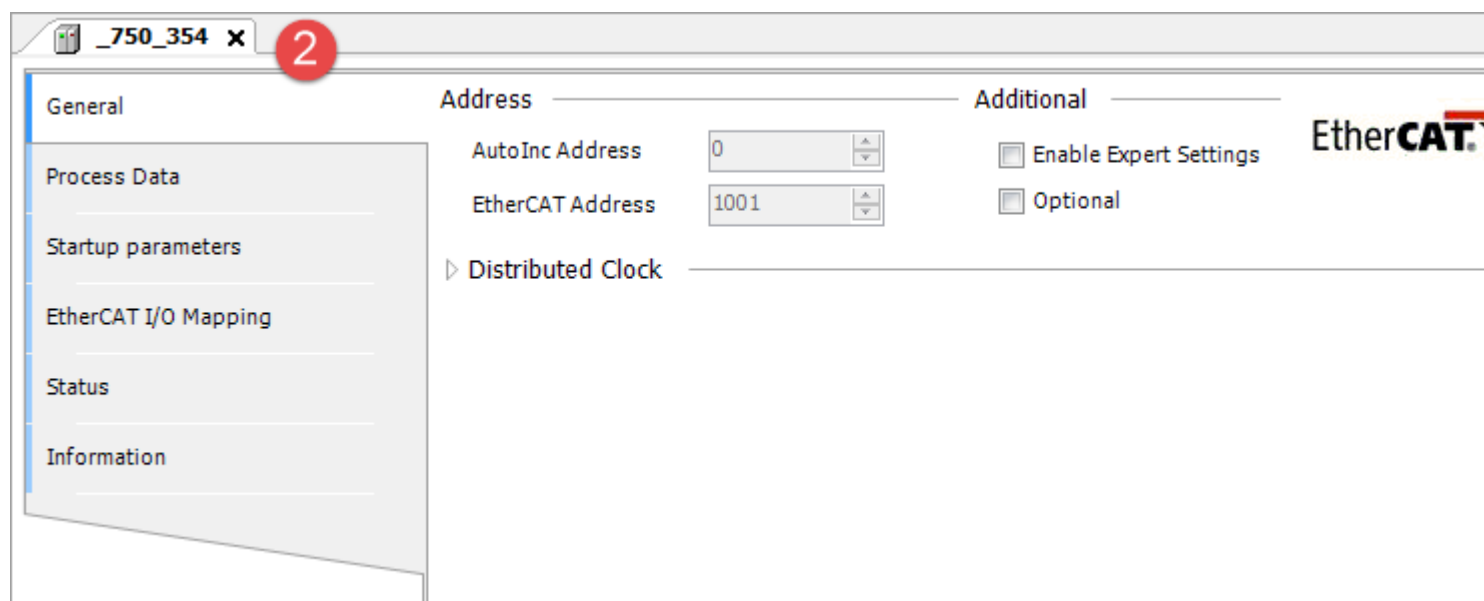 _750_354 x
2
General
Process Data
Startup parameters
EtherCAT I/O Mapping
Status
Information
Address
AutoInc Address 0
EtherCAT Address 1001
Additional
Enable Expert Settings
Optional
EtherCAT.
Distributed Clock